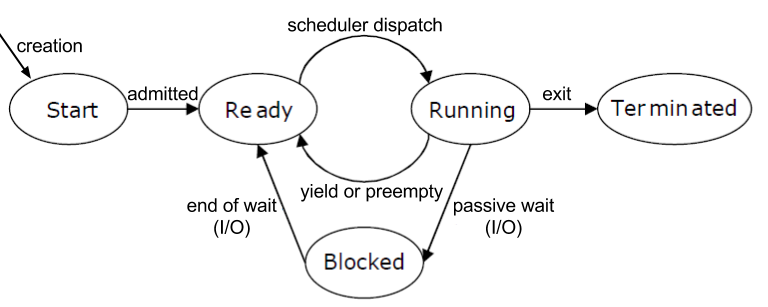 scheduler dispatch
creation
admitted
exit
Start
Ready
Running
Terminated
yield or preempty
end of wait
(I/O)
passive wait
(I/O)
Blocked